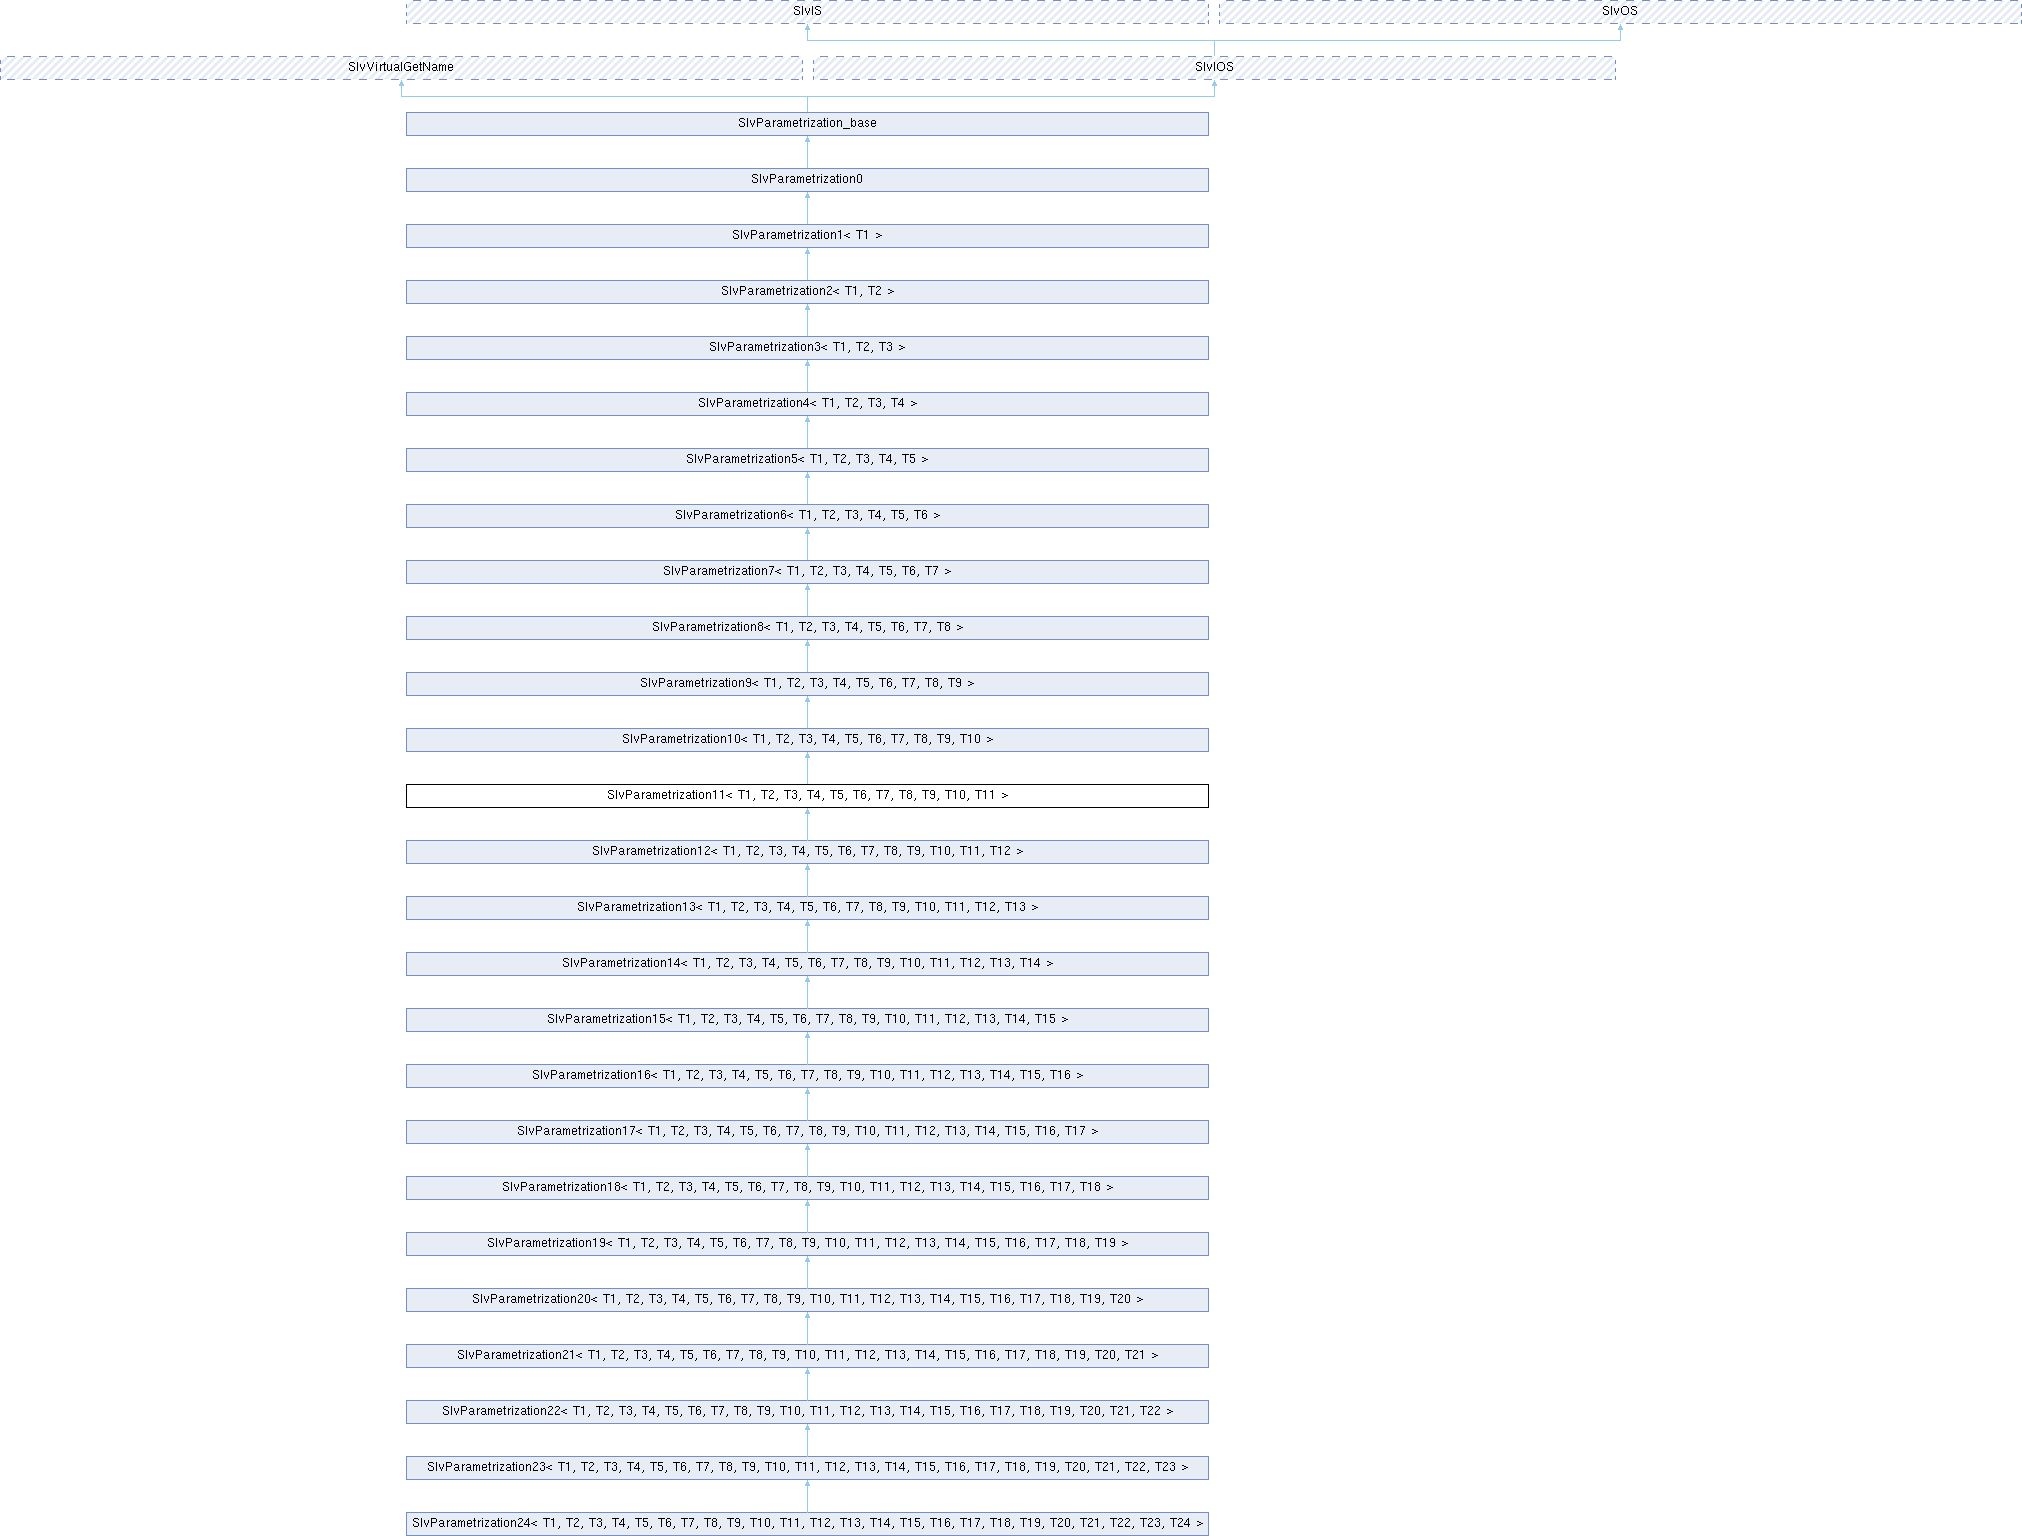 SlvIS
SlvOS
SlvVirtualGetName
SlvIOS
SlvParametrization_base
SlvParametrization0
SlvParametrization1< T1 >
SlvParametrization2< T1, T2 >
SlvParametrization3< T1, T2, T3 >
SlvParametrization4< T1, T2, T3, T4 >
SlvParametrization5< T1, T2, T3, T4, T5 >
SlvParametrization6< T1, T2, T3, T4, T5, T6 >
SlvParametrization7< T1, T2, T3, T4, T5, T6, T7 >
SlvParametrization8< T1, T2, T3, T4, T5, T6, T7, T8 >
SlvParametrization9< T1, T2, T3, T4, T5, T6, T7, T8, T9 >
SlvParametrization10< T1, T2, T3, T4, T5, T6, T7, T8, T9, T10 >
SlvParametrization11< T1, T2, T3, T4, T5, T6, T7, T8, T9, T10, T11 >
SlvParametrization12< T1, T2, T3, T4, T5, T6, T7, T8, T9, T10, T11, T12 >
SlvParametrization13< T1, T2, T3, T4, T5, T6, T7, T8, T9, T10, T11, T12, T13 >
SlvParametrization14< T1, T2, T3, T4, T5, T6, T7, T8, T9, T10, T11, T12, T13, T14 >
SlvParametrization15< T1, T2, T3, T4, T5, T6, T7, T8, T9, T10, T11, T12, T13, T14, T15 >
SlvParametrization16< T1, T2, T3, T4, T5, T6, T7, T8, T9, T10, T11, T12, T13, T14, T15, T16 >
SlvParametrization17< T1, T2, T3, T4, T5, T6, T7, T8, T9, T10, T11, T12, T13, T14, T15, T16, T17 >
SlvParametrization18< T1, T2, T3, T4, T5, T6, T7, T8, T9, T10, T11, T12, T13, T14, T15, T16, T17, T18 >
SlvParametrization19< T1, T2, T3, T4, T5, T6, T7, T8, T9, T10, T11, T12, T13, T14, T15, T16, T17, T18, T19 >
SlvParametrization20< T1, T2, T3, T4, T5, T6, T7, T8, T9, T10, T11, T12, T13, T14, T15, T16, T17, T18, T19, T20 >
SlvParametrization21< T1, T2, T3, T4, T5, T6, T7, T8, T9, T10, T11, T12, T13, T14, T15, T16, T17, T18, T19, T20, T21 >
SlvParametrization22< T1, T2, T3, T4, T5, T6, T7, T8, T9, T10, T11, T12, T13, T14, T15, T16, T17, T18, T19, T20, T21, T22 >
SlvParametrization23< T1, T2, T3, T4, T5, T6, T7, T8, T9, T10, T11, T12, T13, T14, T15, T16, T17, T18, T19, T20, T21, T22, T23 >
SlvParametrization24< T1, T2, T3, T4, T5, T6, T7, T8, T9, T10, T11, T12, T13, T14, T15, T16, T17, T18, T19, T20, T21, T22, T23, T24 >